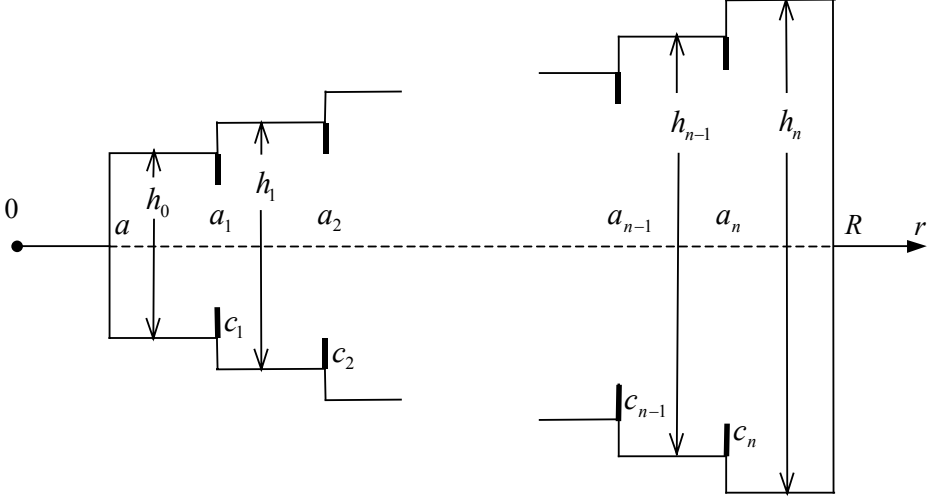 h_n
h_{n-1}
h_0
h_1
0
a
a_1
a_2
a_{n-1}
a_n
R
r
c_1
c_2
c_{n-1}
c_n